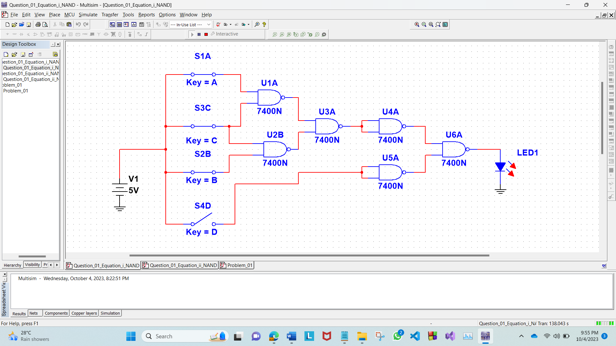 Question_01_Equation_i_NAND - Multisim - [Question_01_Equation_i_NAND]
File Edit View Place MCU Simulate Transfer Tools Reports Options Window Help
--- In-Use List ---
Interactive
Design Toolbox
estion_01_Equation_i_NAND
Question_01_Equation_i_N
estion_01_Equation_ii_NAND
Question_01_Equation_ii_N
oblem_01
Problem_01
S1A
Key = A
S3C
Key = C
S2B
Key = B
S4D
Key = D
V1
5V
U1A
7400N
U2B
7400N
U3A
7400N
U4A
7400N
U5A
7400N
U6A
7400N
LED1
Hierarchy Visibility Pr
Question_01_Equation_i_NAND Question_01_Equation_ii_NAND Problem_01
Spreadsheet Vie
Multisim - Wednesday, October 4, 2023, 8:22:51 PM
Results Nets Components Copper layers Simulation
For Help, press F1
Question_01_Equation_i_N/ Tran: 138.043 s
28°C
Rain showers
Search
9:55 PM
10/4/2023